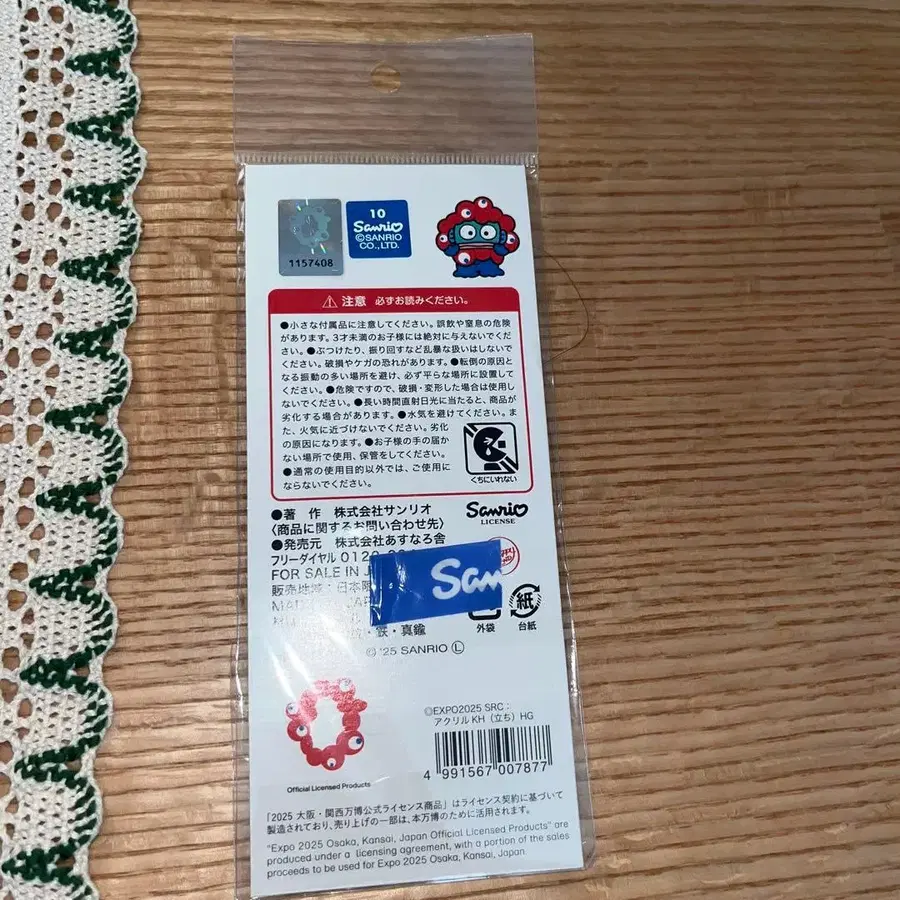 1157408
10
Sanrio
©SANRIO
CO., LTD.
⚠ 注意 必ずお読みください。
●小さな付属品に注意してください。誤飲や窒息の危険
があります。3才未満のお子様には絶対に与えないでくだ
さい。●ぶつけたり、振り回すなど乱暴な扱いはしないで
ください。破損やケガの恐れがあります。●転倒の原因と
なる振動の多い場所を避け、必ず平らな場所に設置して
ください。●危険ですので、破損・変形した場合は使用し
ないでください。●長い時間直射日光に当たると、商品が
劣化する場合があります。●水気を避けてください。ま
た、火気に近づけないでください。劣化
の原因になります。●お子様の手の届か
ない場所で使用、保管をしてください。
●通常の使用目的以外では、ご使用に
ならないでください。
くちにいれない
●著 作 株式会社サンリオ
〈商品に関するお問い合わせ先〉
●発売元 株式会社あすなろ舎
フリーダイヤル 0120
FOR SALE IN
販売地域：日本
Sanrio
LICENSE
San
外袋
紙
台紙
・鉄・真鍮
© '25 SANRIO Ⓛ
©EXPO2025 SRC：
アクリルKH（立ち）HG
4 991567 007877
Official Licensed Products
「2025 大阪・関西万博公式ライセンス商品」はライセンス契約に基づいて
製造されており、売り上げの一部は、本万博のために活用されます。
"Expo 2025 Osaka, Kansai, Japan Official Licensed Products" are
produced under a licensing agreement, with a portion of the sales
proceeds to be used for Expo 2025 Osaka, Kansai, Japan.